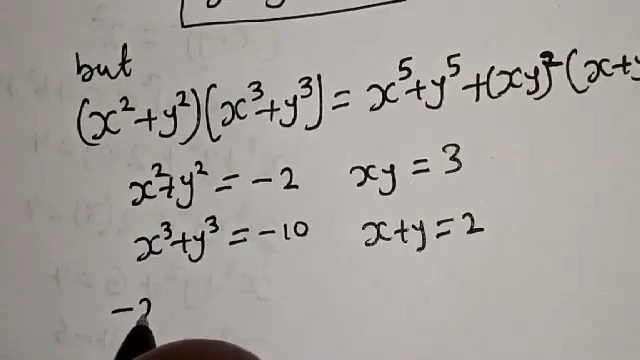 but
(x² + y²)(x³ + y³) = x⁵ + y⁵ + (xy)² (x + y
x² + y² = -2 xy = 3
x³ + y³ = -10 x + y = 2
-2